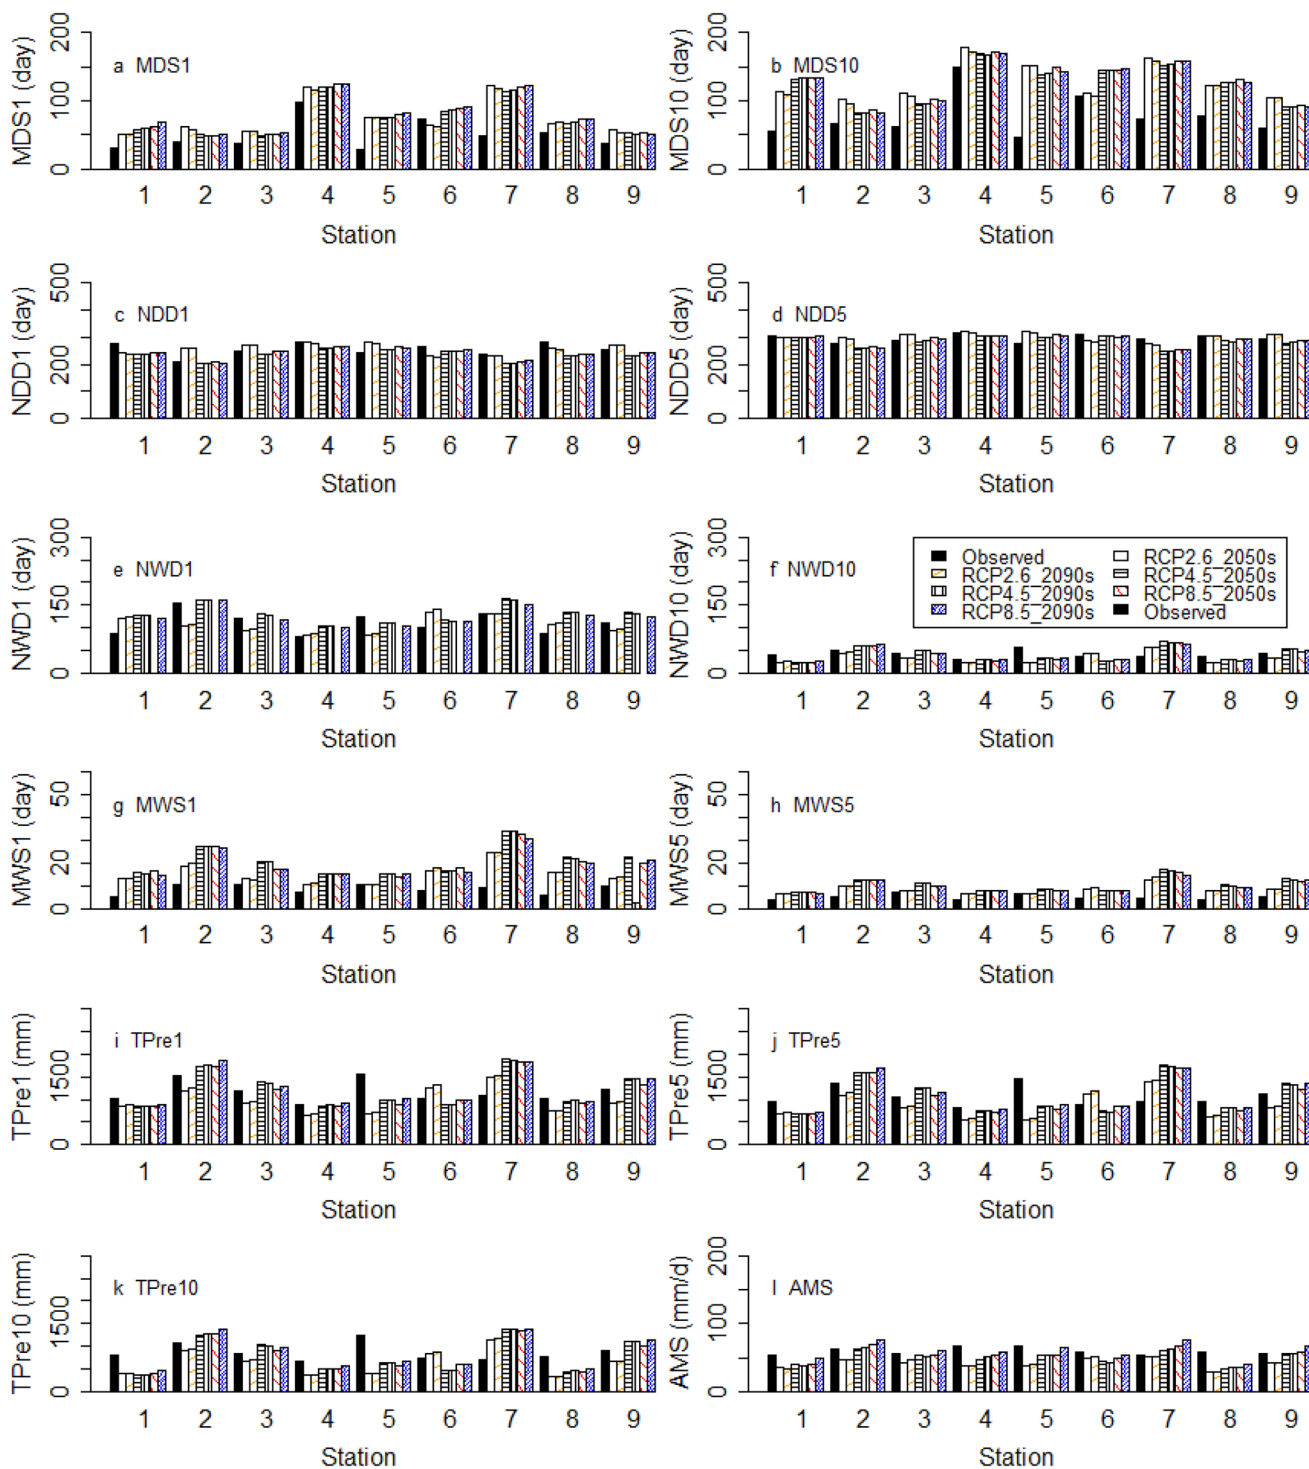 a MDS1
MDS1 (day)
0 100 200
1 2 3 4 5 6 7 8 9
Station
b MDS10
MDS10 (day)
0 100 200
1 2 3 4 5 6 7 8 9
Station
c NDD1
NDD1 (day)
0 200 500
1 2 3 4 5 6 7 8 9
Station
d NDD5
NDD5 (day)
0 200 500
1 2 3 4 5 6 7 8 9
Station
e NWD1
NWD1 (day)
0 150 300
1 2 3 4 5 6 7 8 9
Station
f NWD10
NWD10 (day)
0 150 300
Observed RCP2.6_2050s
RCP2.6_2090s RCP4.5_2050s
RCP4.5_2090s RCP8.5_2050s
RCP8.5_2090s Observed
1 2 3 4 5 6 7 8 9
Station
g MWS1
MWS1 (day)
0 20 50
1 2 3 4 5 6 7 8 9
Station
h MWS5
MWS5 (day)
0 20 50
1 2 3 4 5 6 7 8 9
Station
i TPre1
TPre1 (mm)
0 1500
1 2 3 4 5 6 7 8 9
Station
j TPre5
TPre5 (mm)
0 1500
1 2 3 4 5 6 7 8 9
Station
k TPre10
TPre10 (mm)
0 1500
1 2 3 4 5 6 7 8 9
Station
l AMS
AMS (mm/d)
0 100 200
1 2 3 4 5 6 7 8 9
Station